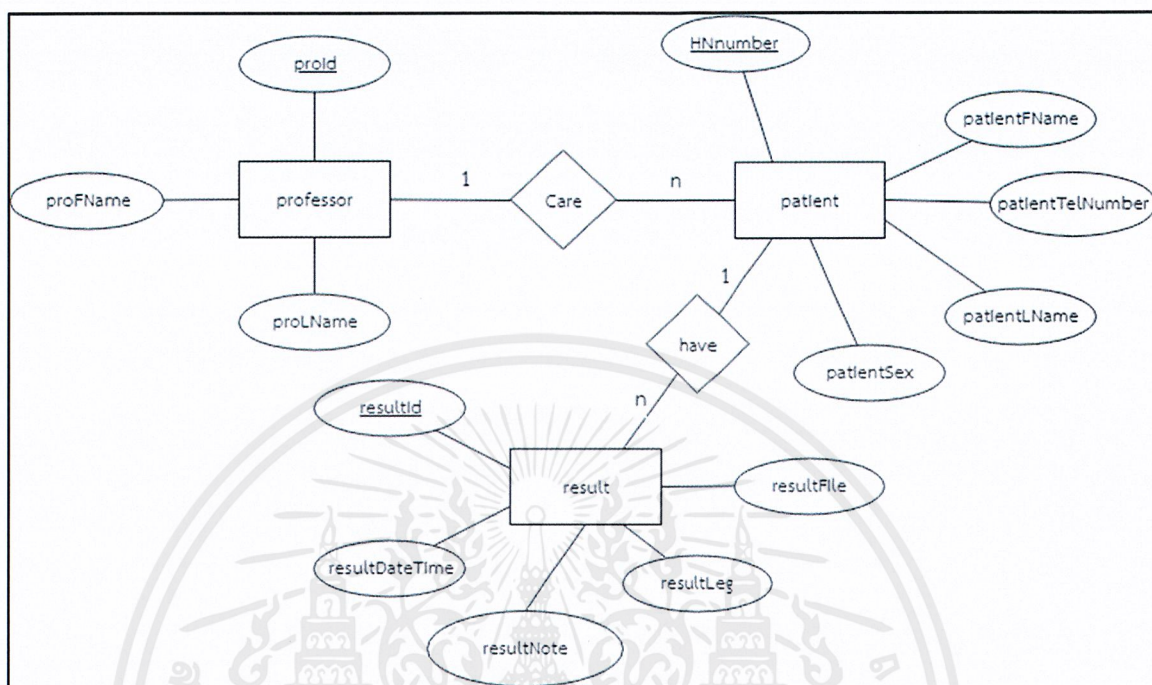 HNnumber
proId
patientFName
proFName
professor
1
Care
n
patient
patientTelNumber
proLName
1
patientLName
have
patientSex
resultId
n
result
resultFile
resultDateTime
resultLeg
resultNote